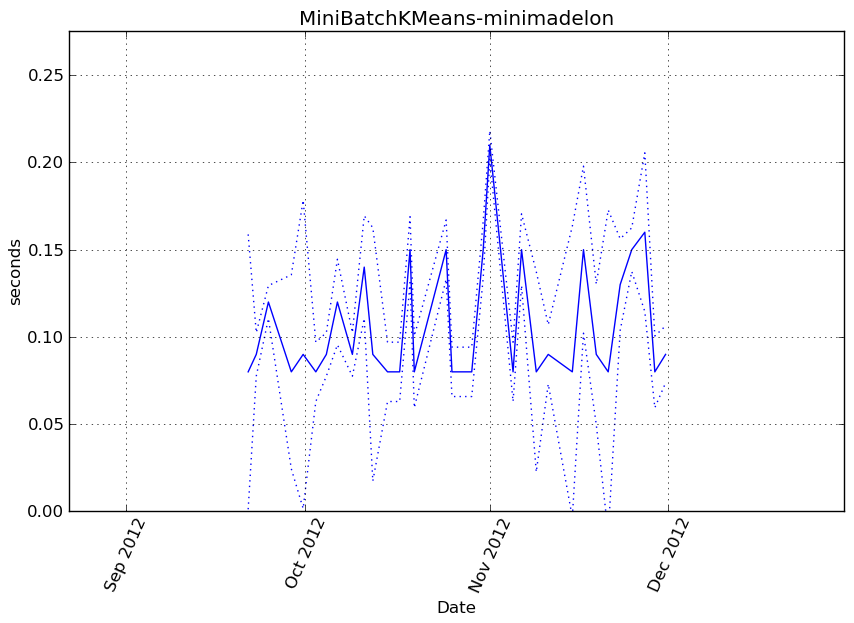 MiniBatchKMeans-minimadelon
0.25
0.20
0.15
0.10
0.05
0.00
seconds
Sep 2012
Oct 2012
Nov 2012
Dec 2012
Date